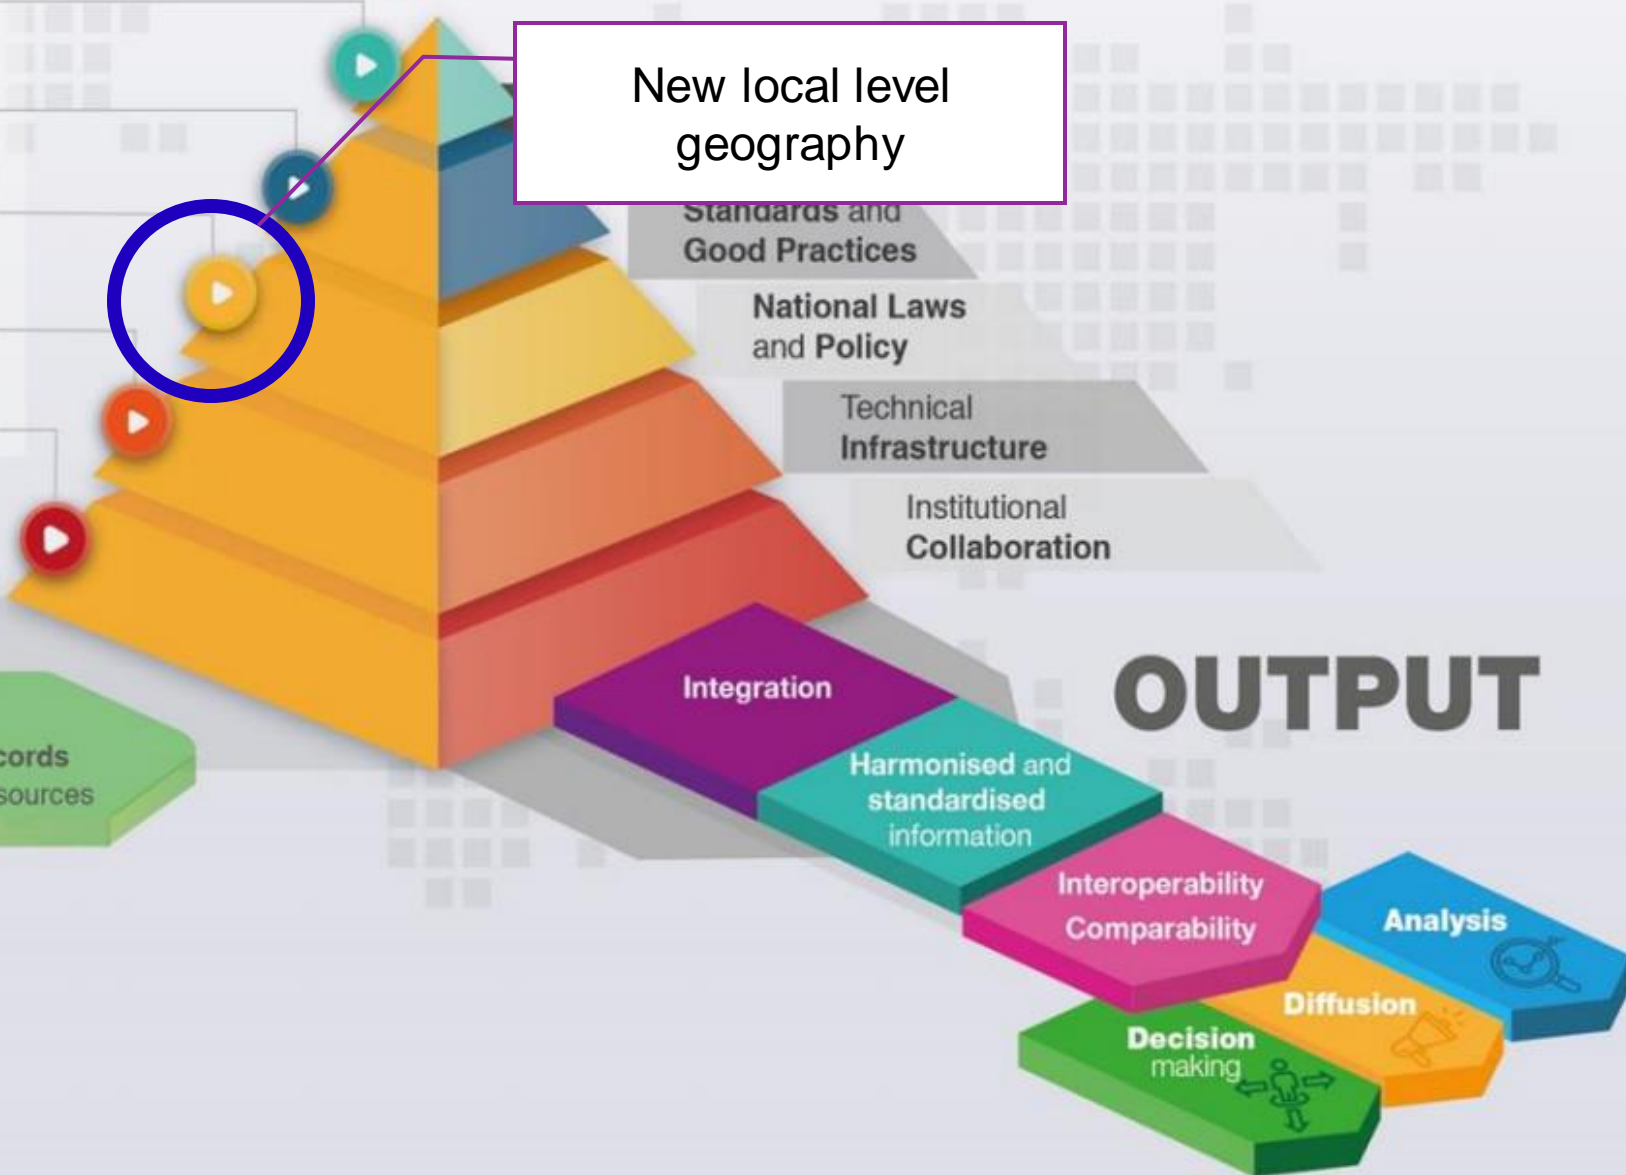 New local level
geography
Standards and
Good Practices
National Laws
and Policy
Technical
Infrastructure
Institutional
Collaboration
OUTPUT
Integration
cords
sources
Harmonised and
standardised
information
Interoperability
Comparability
Analysis
Diffusion
Decision
making